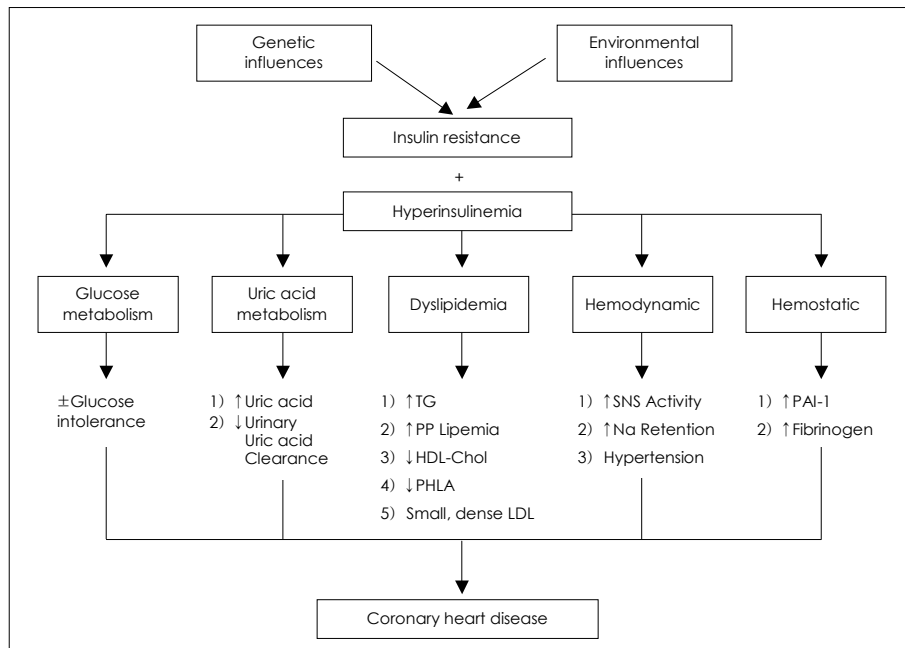 Genetic
influences
Environmental
influences
Insulin resistance
+
Hyperinsulinemia
Glucose
metabolism
Uric acid
metabolism
Dyslipidemia
Hemodynamic
Hemostatic
±Glucose
intolerance
1) ↑Uric acid
2) ↓Urinary
Uric acid
Clearance
1) ↑TG
2) ↑PP Lipemia
3) ↓HDL-Chol
4) ↓PHLA
5) Small, dense LDL
1) ↑SNS Activity
2) ↑Na Retention
3) Hypertension
1) ↑PAI-1
2) ↑Fibrinogen
Coronary heart disease